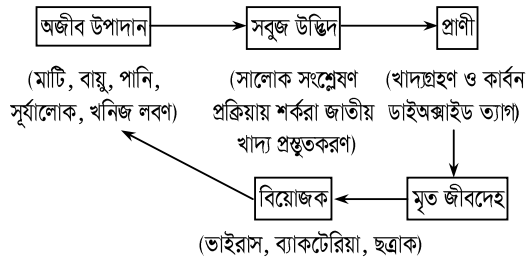 অজীব উপাদান
সবুজ উদ্ভিদ
প্রাণী
(মাটি, বায়ু, পানি,
সূর্যালোক, খনিজ লবণ)
(সালোক সংশ্লেষণ
প্রক্রিয়ায় শর্করা জাতীয়
খাদ্য প্রস্তুতকরণ)
(খাদ্যগ্রহণ ও কার্বন
ডাইঅক্সাইড ত্যাগ)
বিয়োজক
মৃত জীবদেহ
(ভাইরাস, ব্যাকটেরিয়া, ছত্রাক)